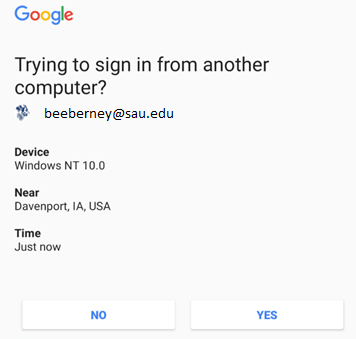 Google
Trying to sign in from another
computer?
beeberney@sau.edu
Device
Windows NT 10.0
Near
Davenport, IA, USA
Time
Just now
NO YES